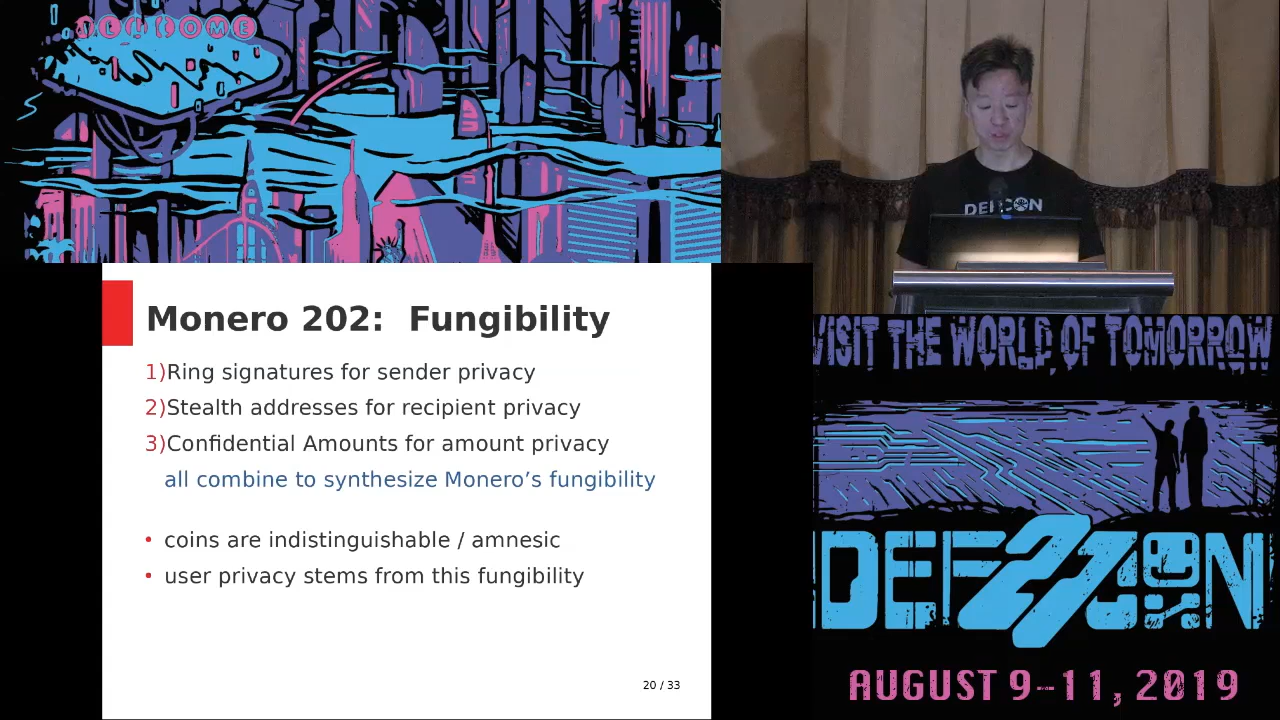 WELCOME
DEFCON
Monero 202: Fungibility
1)Ring signatures for sender privacy
2)Stealth addresses for recipient privacy
3)Confidential Amounts for amount privacy
all combine to synthesize Monero’s fungibility
• coins are indistinguishable / amnesic
• user privacy stems from this fungibility
20 / 33
VISIT THE WORLD OF TOMORROW
DEF27CON
AUGUST 9--11, 2019